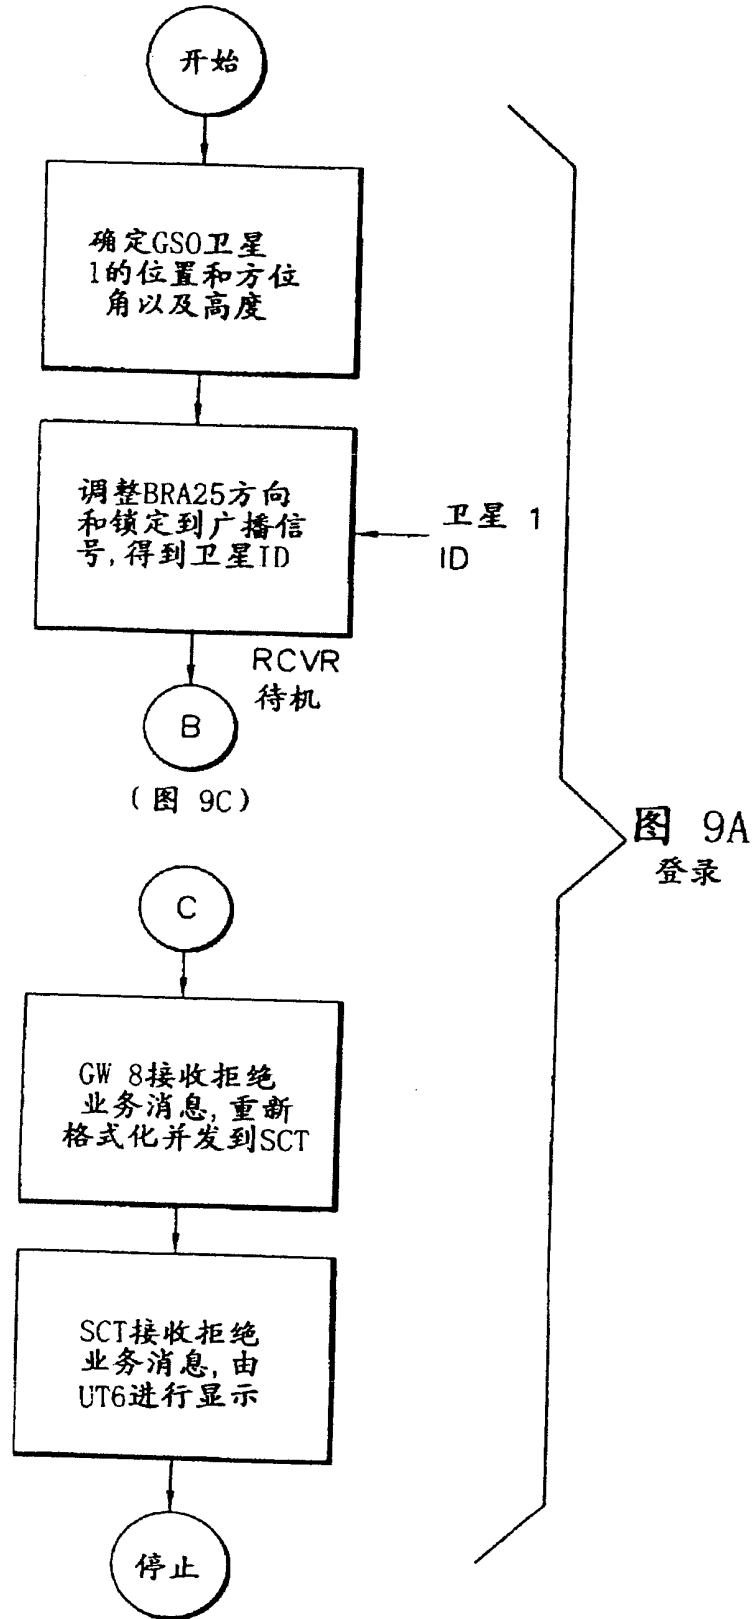 开始
确定GSO卫星
1的位置和方位
角以及高度
调整BRA25方向
和锁定到广播信
号,得到卫星ID
卫星 1
ID
RCVR
待机
B
(图 9C)
图 9A
登录
C
GW 8接收拒绝
业务消息,重新
格式化并发到SCT
SCT接收拒绝
业务消息,由
UT6进行显示
停止